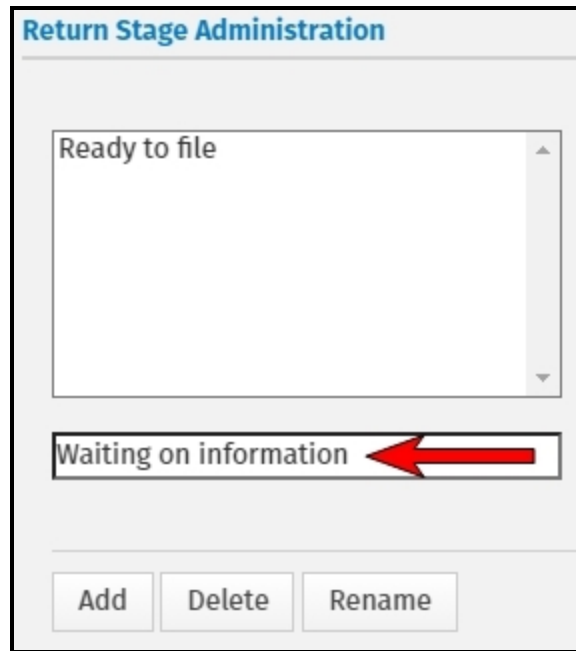 Return Stage Administration
Ready to file
Waiting on information
Add Delete Rename